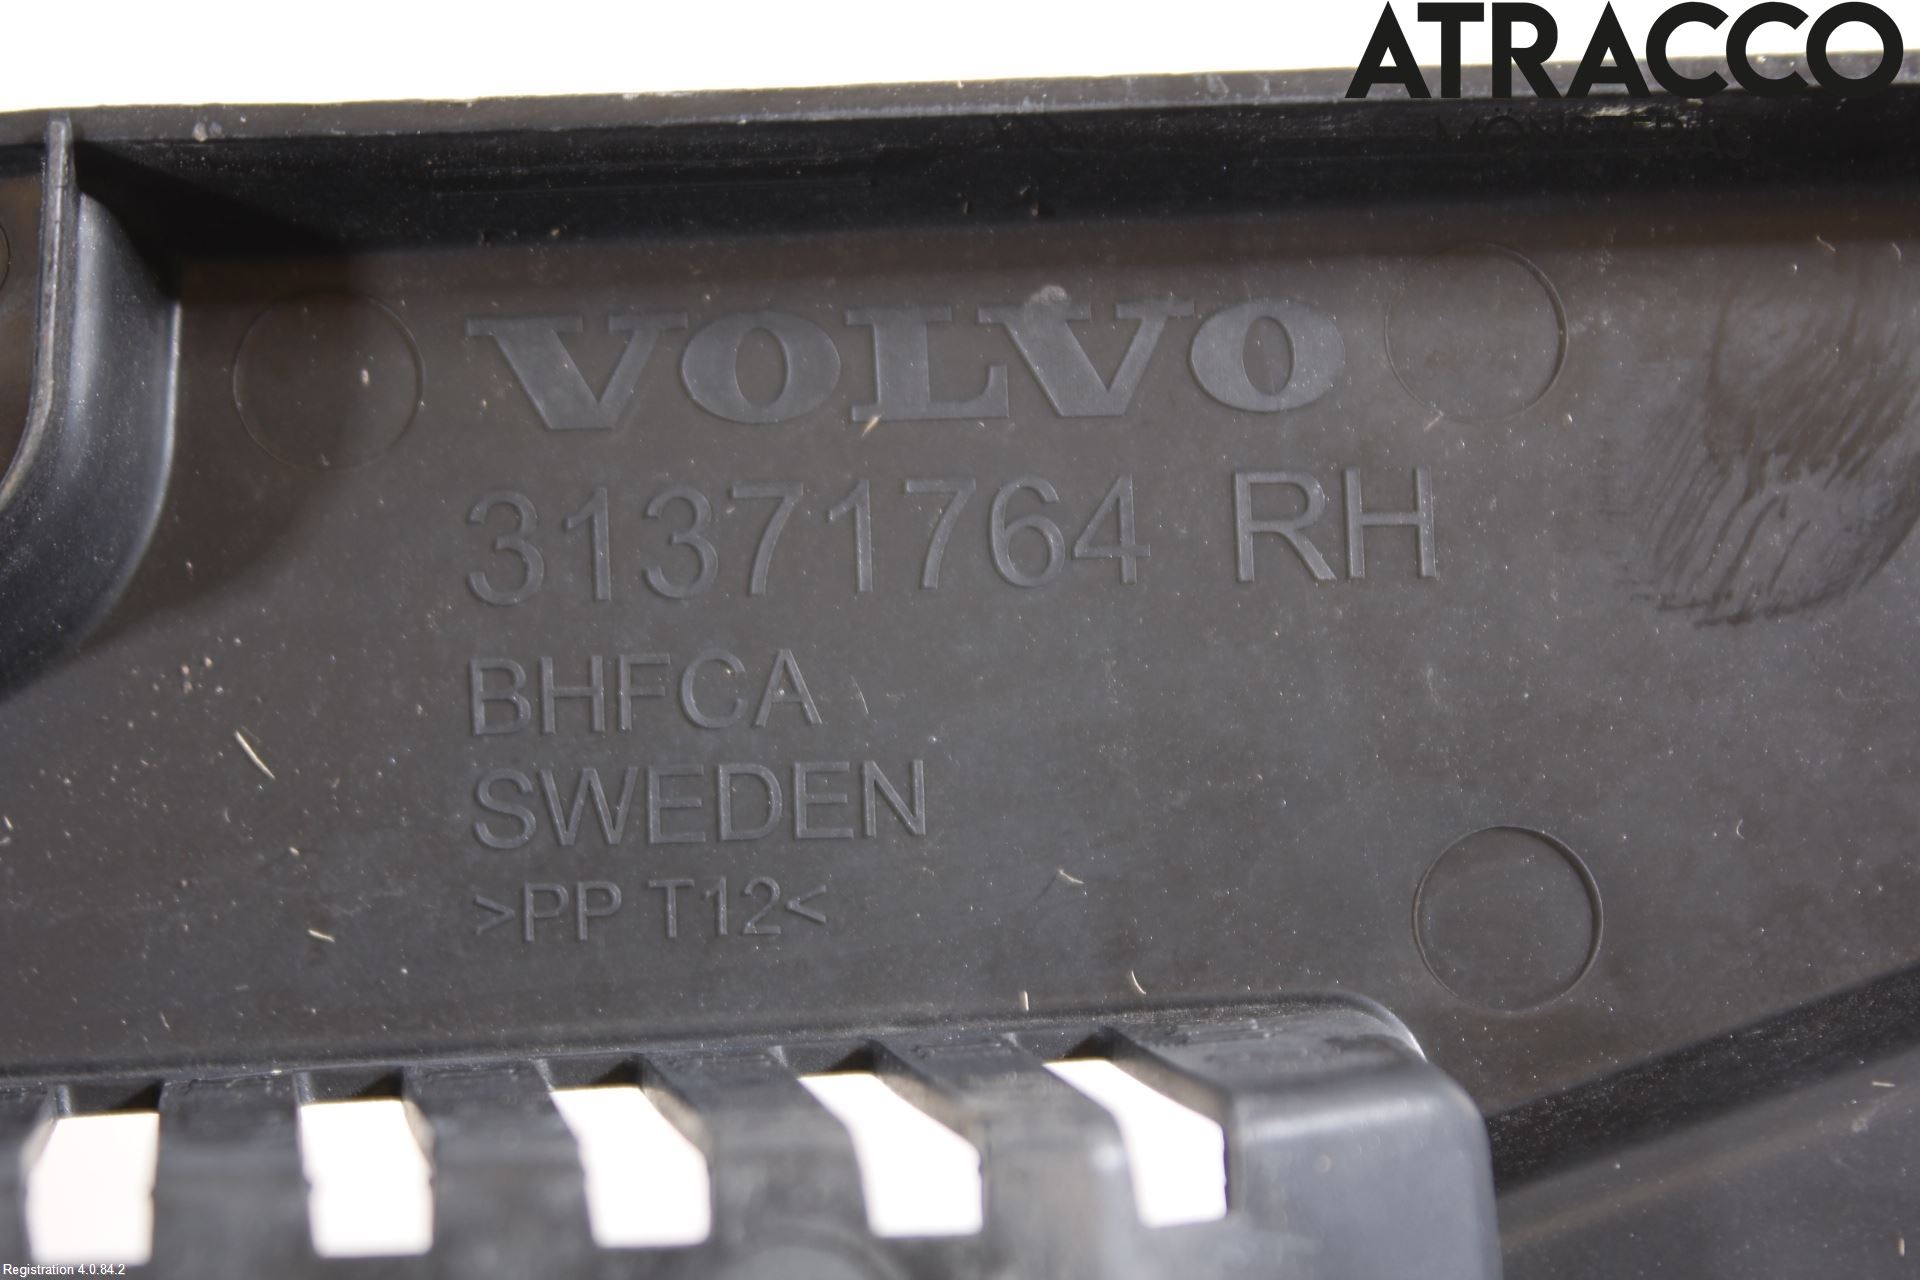 ATRACCO
VOLVO
31371764 RH
BHFCA
SWEDEN
>PP T12<
Registration 4.0.84.2